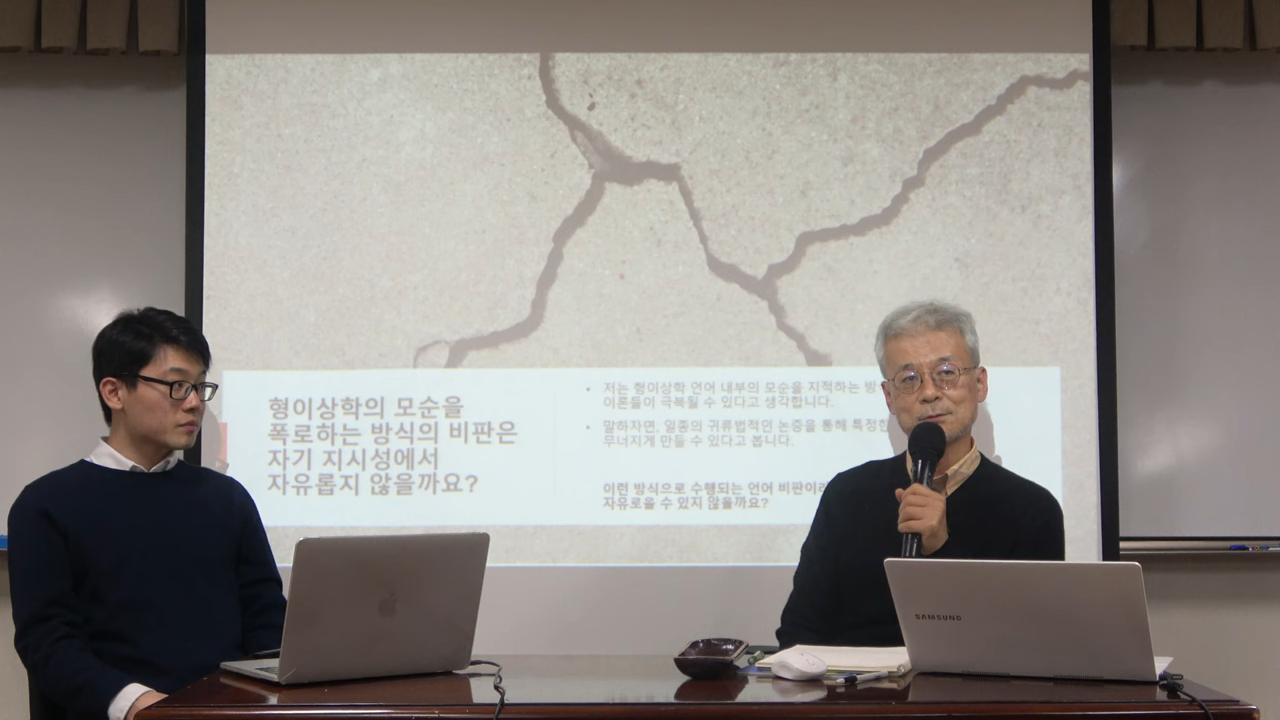 형이상학의 모순을
폭로하는 방식의 비판은
자기 지시성에서
자유롭지 않을까요?
저는 형이상학 언어 내부의 모순을 지적하는
이론들이 극복될 수 있다고 생각합니다.
말하자면, 일종의 귀류법적인 논증을 통해 특정한
무너지게 만들 수 있다고 봅니다.
이런 방식으로 수행되는 언어 비판이라
자유로울 수 있지 않을까요?
SAMSUNG